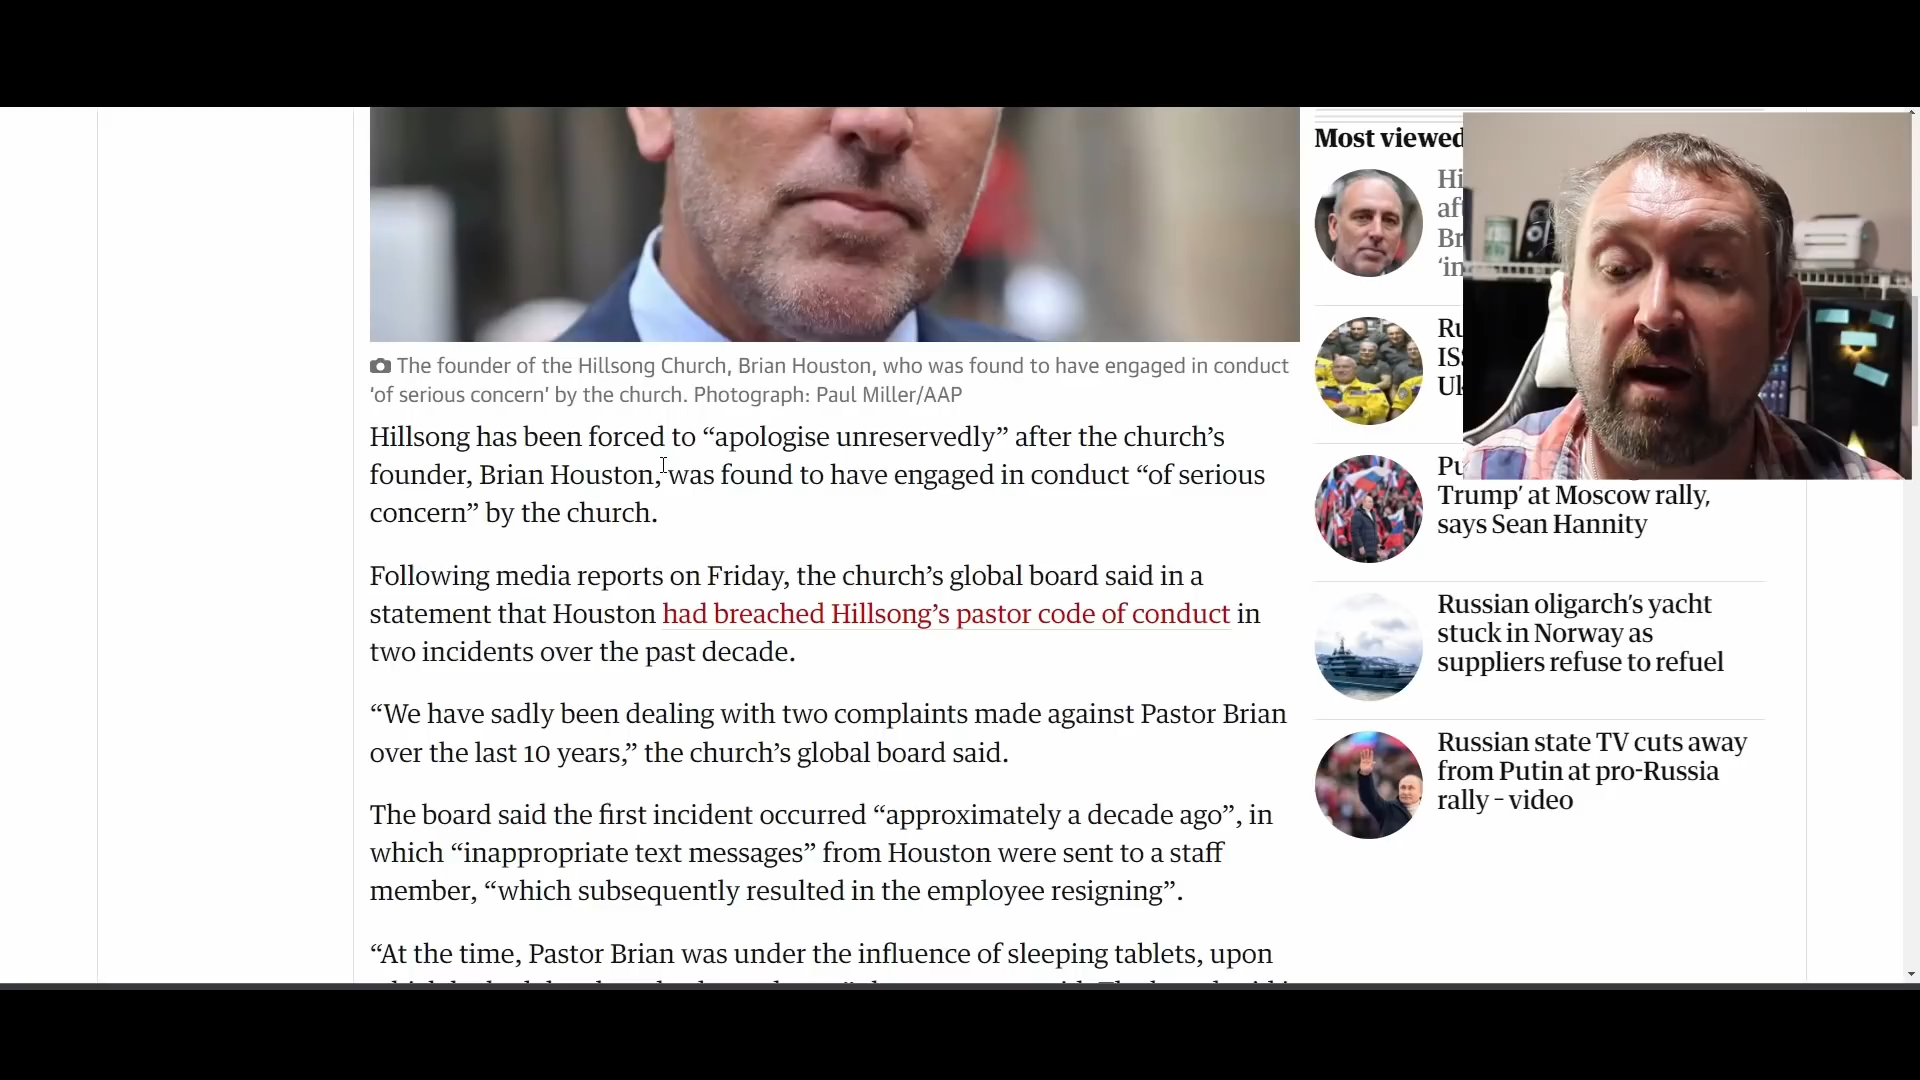 The founder of the Hillsong Church, Brian Houston, who was found to have engaged in conduct
‘of serious concern’ by the church. Photograph: Paul Miller/AAP
Hillsong has been forced to “apologise unreservedly” after the church’s
founder, Brian Houston, was found to have engaged in conduct “of serious
concern” by the church.
Following media reports on Friday, the church’s global board said in a
statement that Houston had breached Hillsong’s pastor code of conduct in
two incidents over the past decade.
“We have sadly been dealing with two complaints made against Pastor Brian
over the last 10 years,” the church’s global board said.
The board said the first incident occurred “approximately a decade ago”, in
which “inappropriate text messages” from Houston were sent to a staff
member, “which subsequently resulted in the employee resigning”.
“At the time, Pastor Brian was under the influence of sleeping tablets, upon
Most viewed
Trump’ at Moscow rally,
says Sean Hannity
Russian oligarch’s yacht
stuck in Norway as
suppliers refuse to refuel
Russian state TV cuts away
from Putin at pro-Russia
rally – video